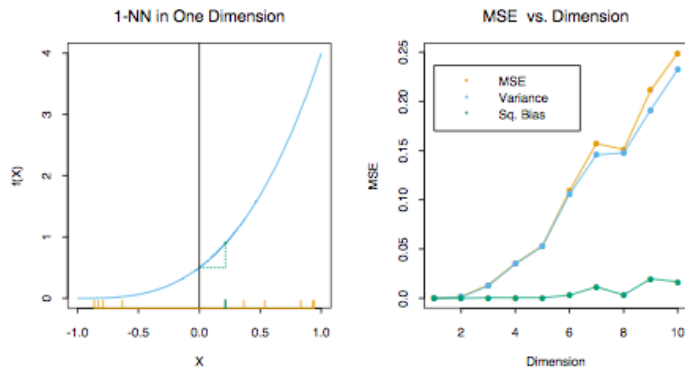 1-NN in One Dimension
f(X)
4
3
2
1
0
-1.0 -0.5 0.0 0.5 1.0
X
MSE vs. Dimension
MSE
0.25
0.20
0.15
0.10
0.05
0.0
MSE
Variance
Sq. Bias
2 4 6 8 10
Dimension